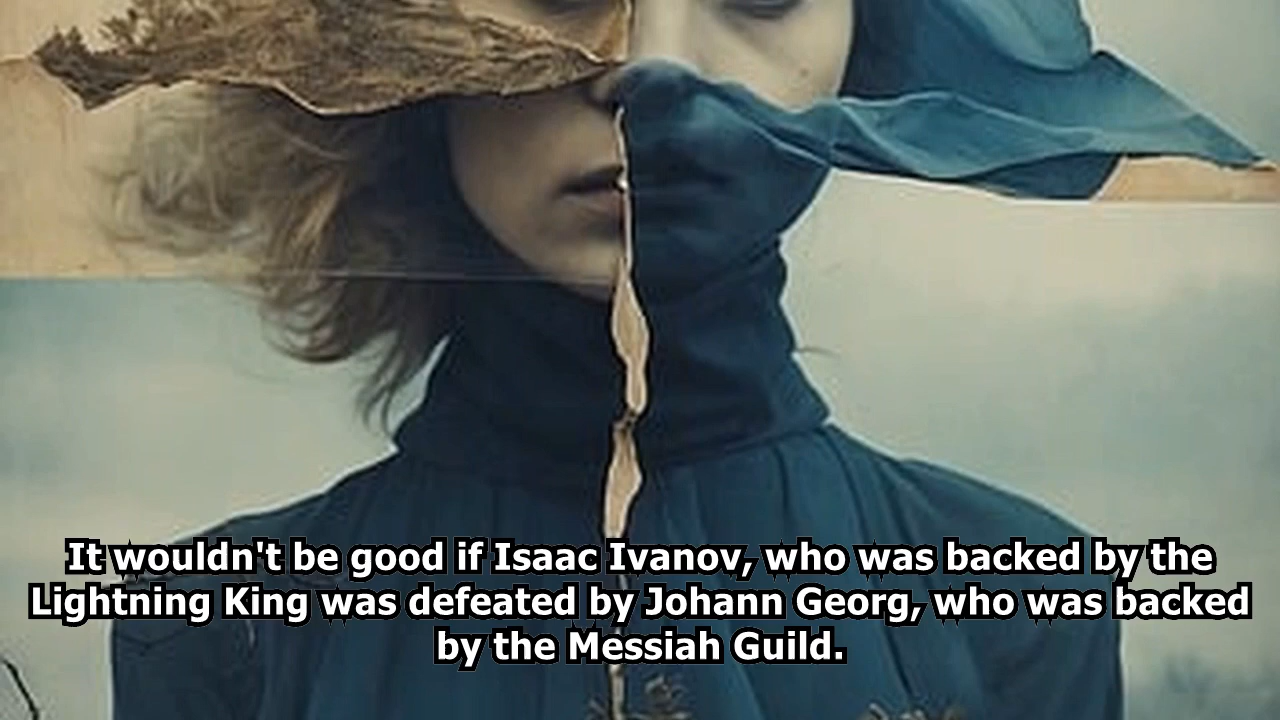 It wouldn't be good if Isaac Ivanov, who was backed by the
Lightning King was defeated by Johann Georg, who was backed
by the Messiah Guild.